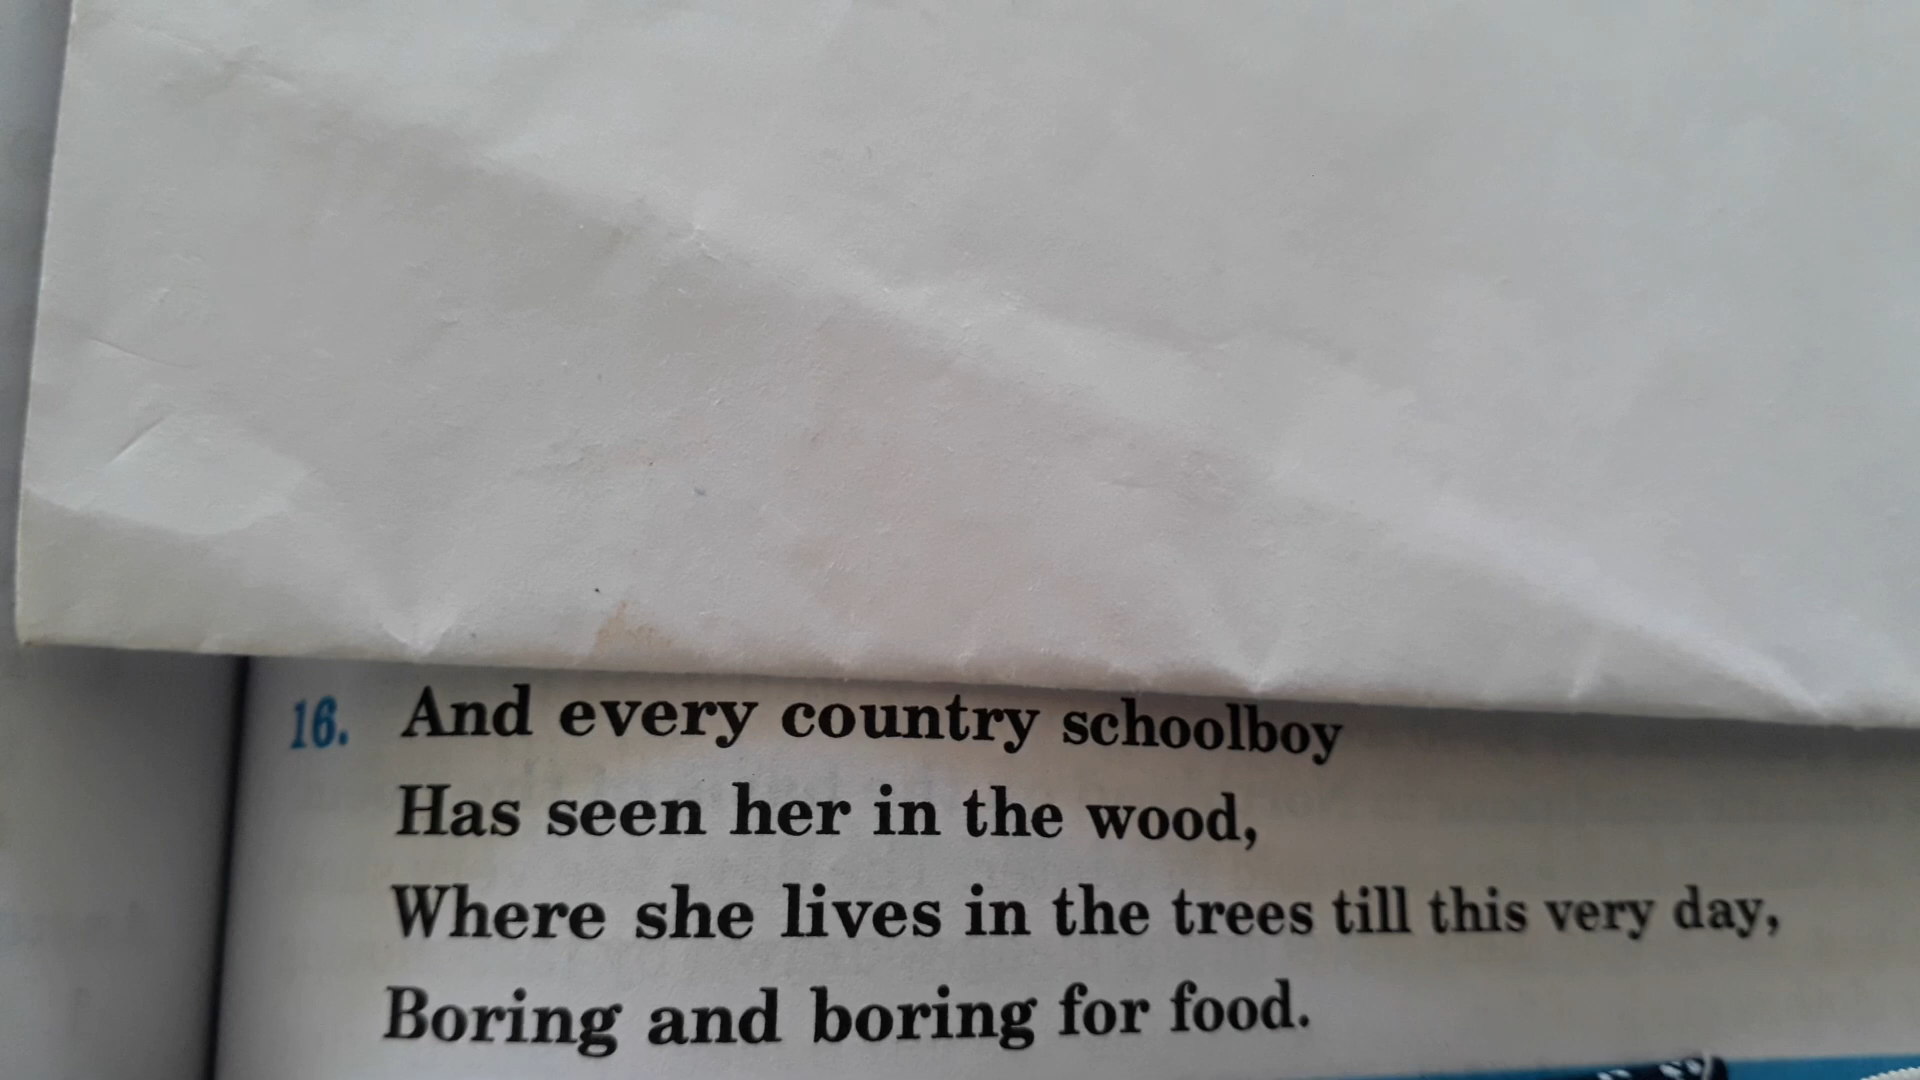 16. And every country schoolboy
Has seen her in the wood,
Where she lives in the trees till this very day,
Boring and boring for food.